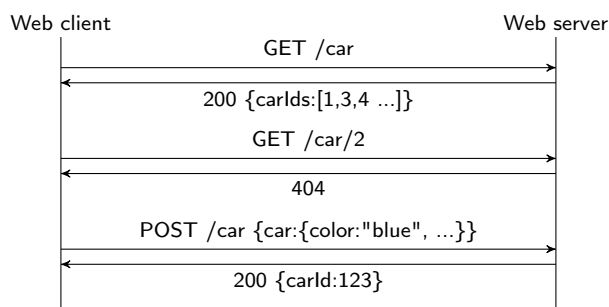 Web client
Web server
GET /car
200 {carIds:[1,3,4 ...]}
GET /car/2
404
POST /car {car:{color:"blue", ...}}
200 {carId:123}